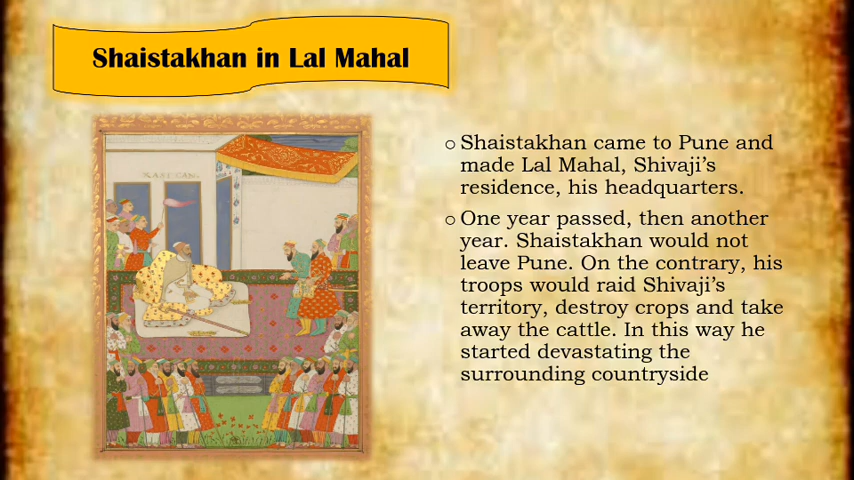 Shaistakhan in Lal Mahal
○ Shaistakhan came to Pune and
made Lal Mahal, Shivaji's
residence, his headquarters.
○ One year passed, then another
year. Shaistakhan would not
leave Pune. On the contrary, his
troops would raid Shivaji's
territory, destroy crops and take
away the cattle. In this way he
started devastating the
surrounding countryside